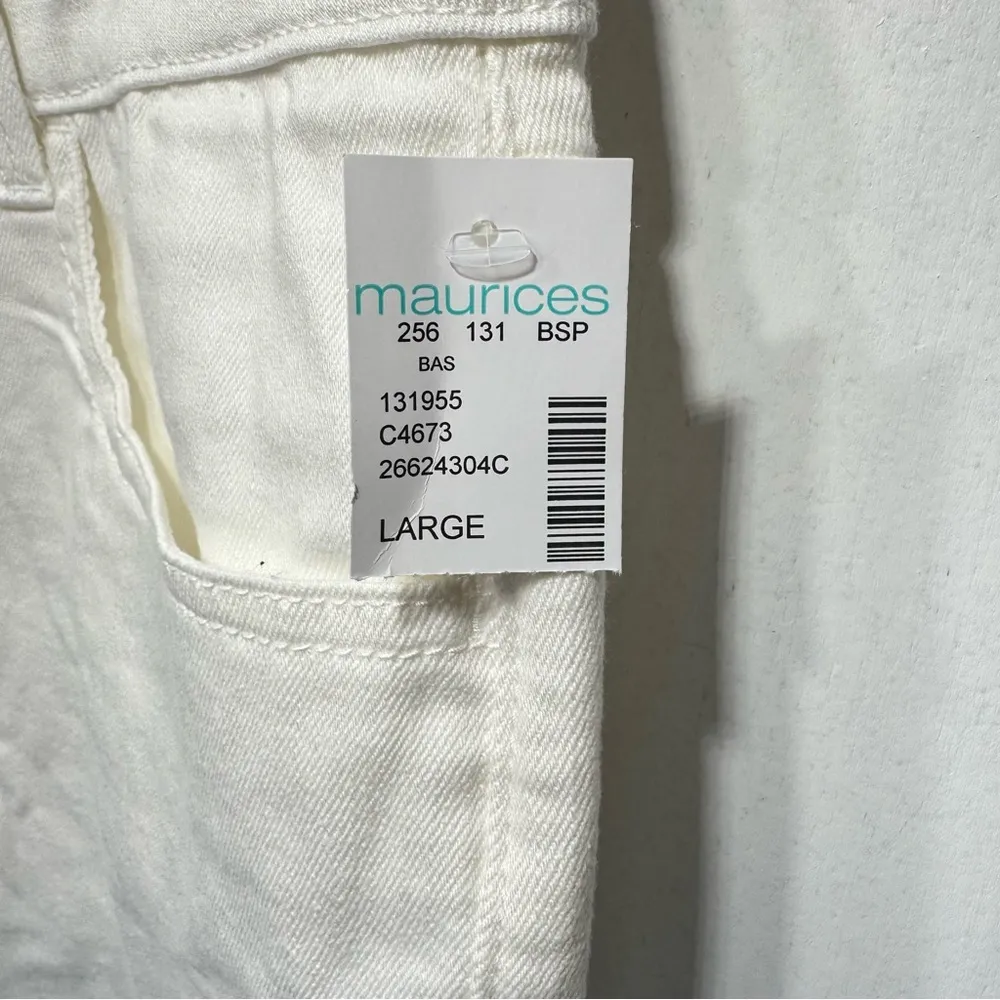 maurices
256 131 BSP
BAS
131955
C4673
26624304C
LARGE